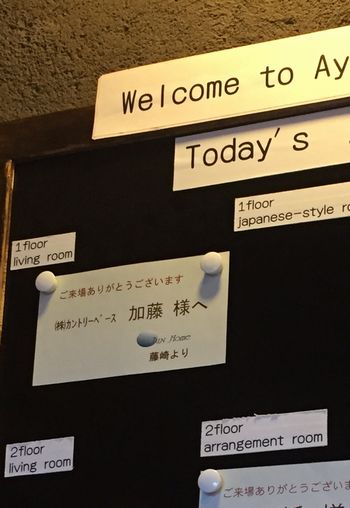 Welcome to Ay
Today's
1floor
japanese-style
1floor
living room
ご来場ありがとうございます
㈱カントリーベース 加藤 様へ
Home
藤崎より
2floor
arrangement room
2floor
living room
ご来場ありがとうございま